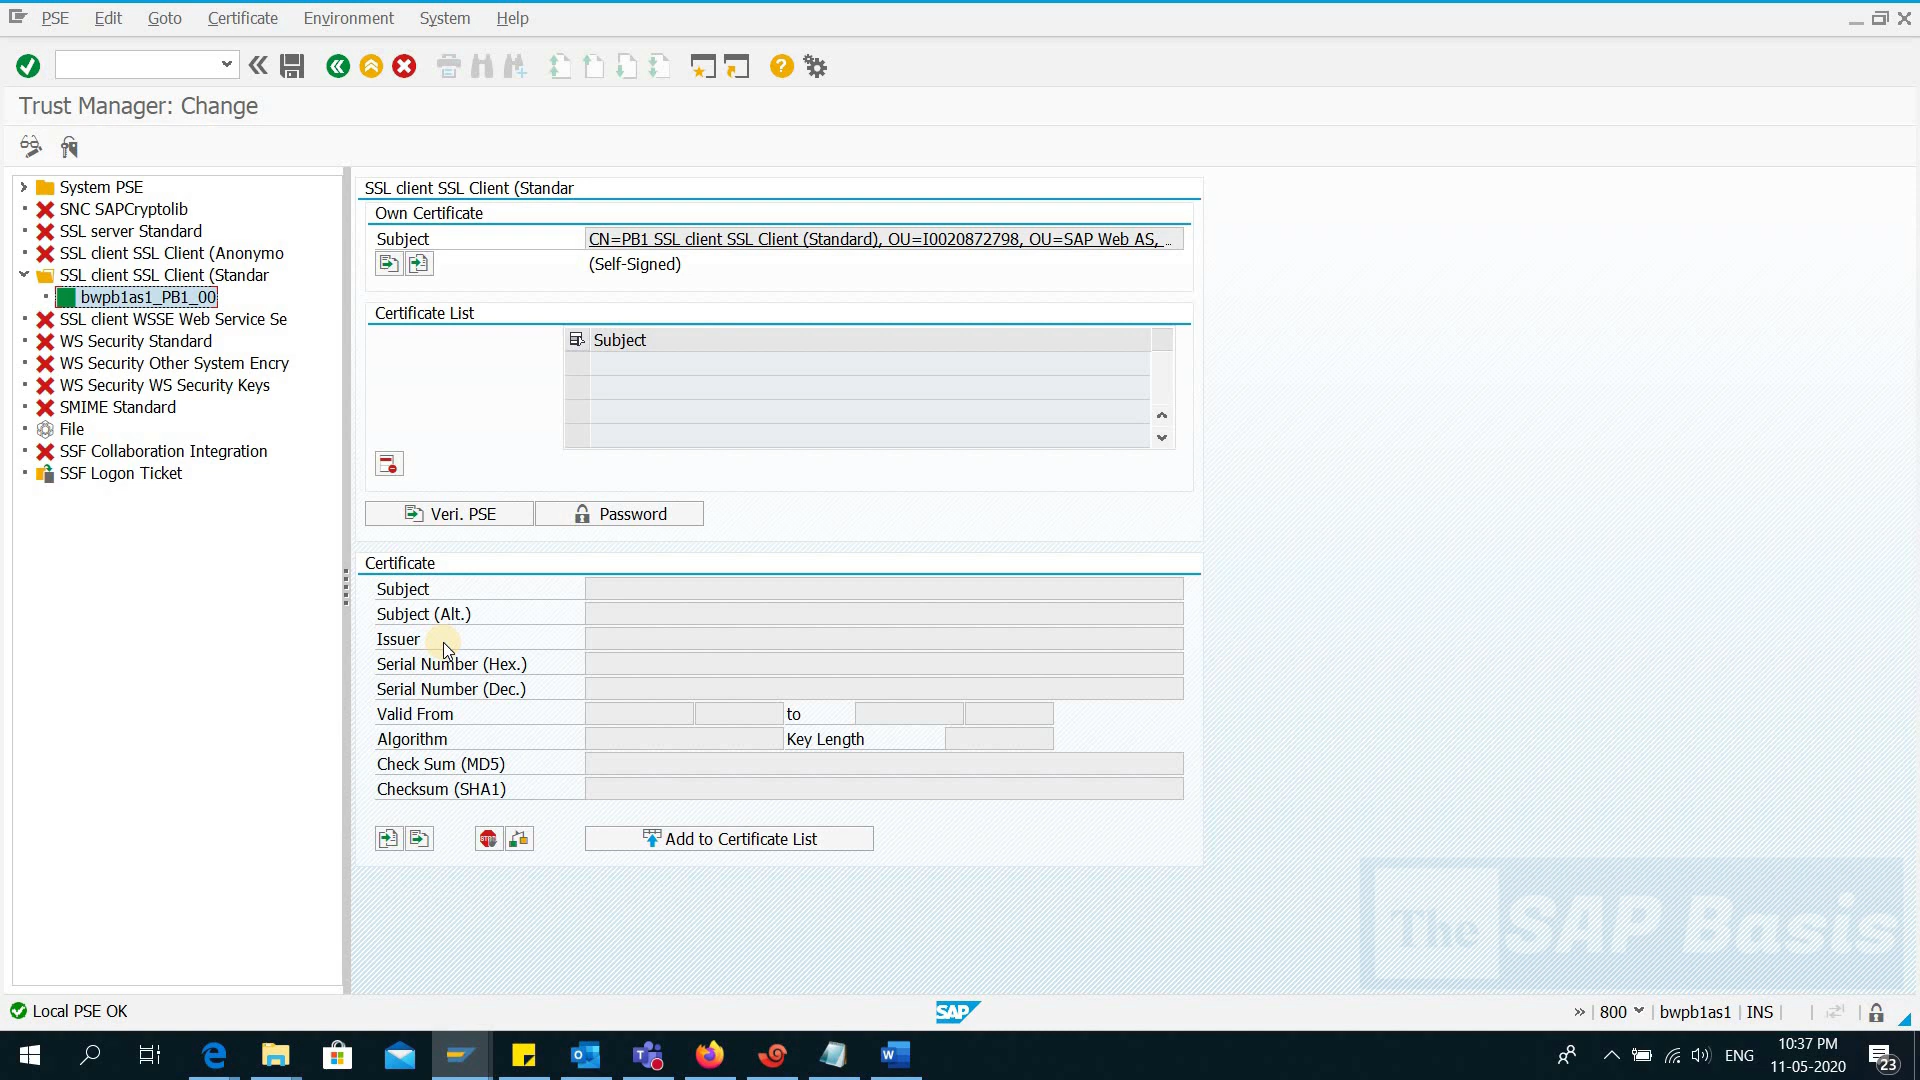 PSE Edit Goto Certificate Environment System Help
Trust Manager: Change
System PSE
SNC SAPCryptolib
SSL server Standard
SSL client SSL Client (Anonymo
SSL client SSL Client (Standar
bwpb1as1_PB1_00
SSL client WSSE Web Service Se
WS Security Standard
WS Security Other System Encry
WS Security WS Security Keys
SMIME Standard
File
SSF Collaboration Integration
SSF Logon Ticket
SSL client SSL Client (Standar
Own Certificate
Subject CN=PB1 SSL client SSL Client (Standard), OU=I0020872798, OU=SAP Web AS, ...
(Self-Signed)
Certificate List
Subject
Veri. PSE Password
Certificate
Subject
Subject (Alt.)
Issuer
Serial Number (Hex.)
Serial Number (Dec.)
Valid From to
Algorithm Key Length
Check Sum (MD5)
Checksum (SHA1)
STOP Add to Certificate List
The SAP Basis
Local PSE OK SAP » 800 bwpb1as1 INS
ENG 10:37 PM
11-05-2020 23